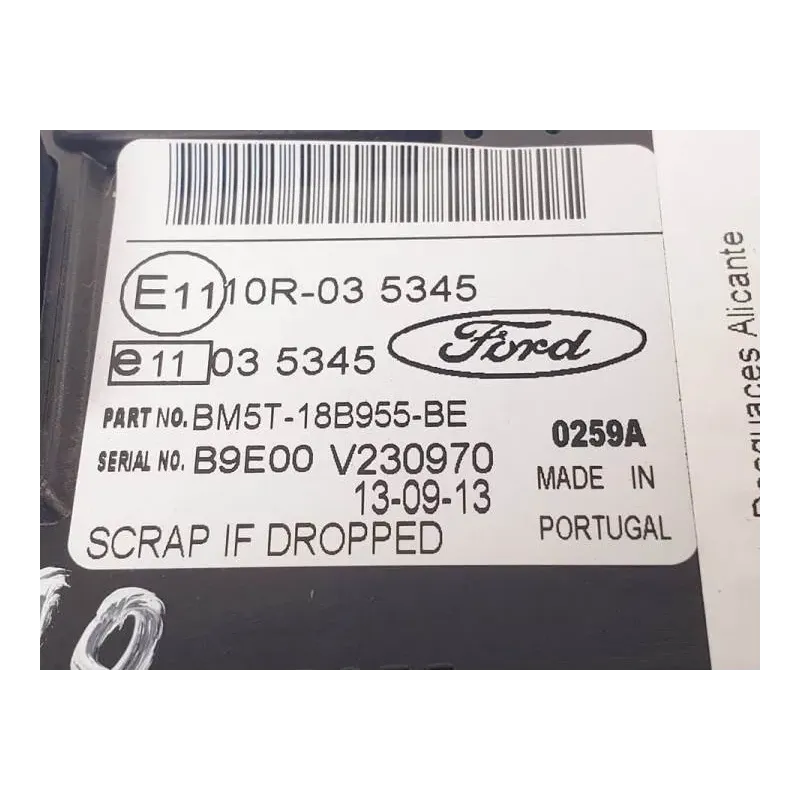 E11 10R-03 5345
e11 03 5345
Ford
PART NO. BM5T-18B955-BE
SERIAL NO. B9E00 V230970
13-09-13
0259A
MADE IN
PORTUGAL
SCRAP IF DROPPED
Desguaces Alicante